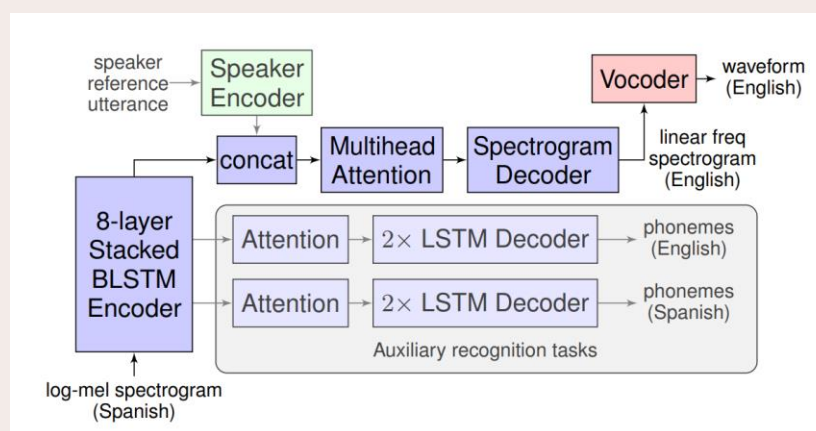 speaker
reference
utterance
Speaker
Encoder
Vocoder
waveform
(English)
concat
Multihead
Attention
Spectrogram
Decoder
linear freq
spectrogram
(English)
8-layer
Stacked
BLSTM
Encoder
Attention
2× LSTM Decoder
phonemes
(English)
Attention
2× LSTM Decoder
phonemes
(Spanish)
Auxiliary recognition tasks
log-mel spectrogram
(Spanish)